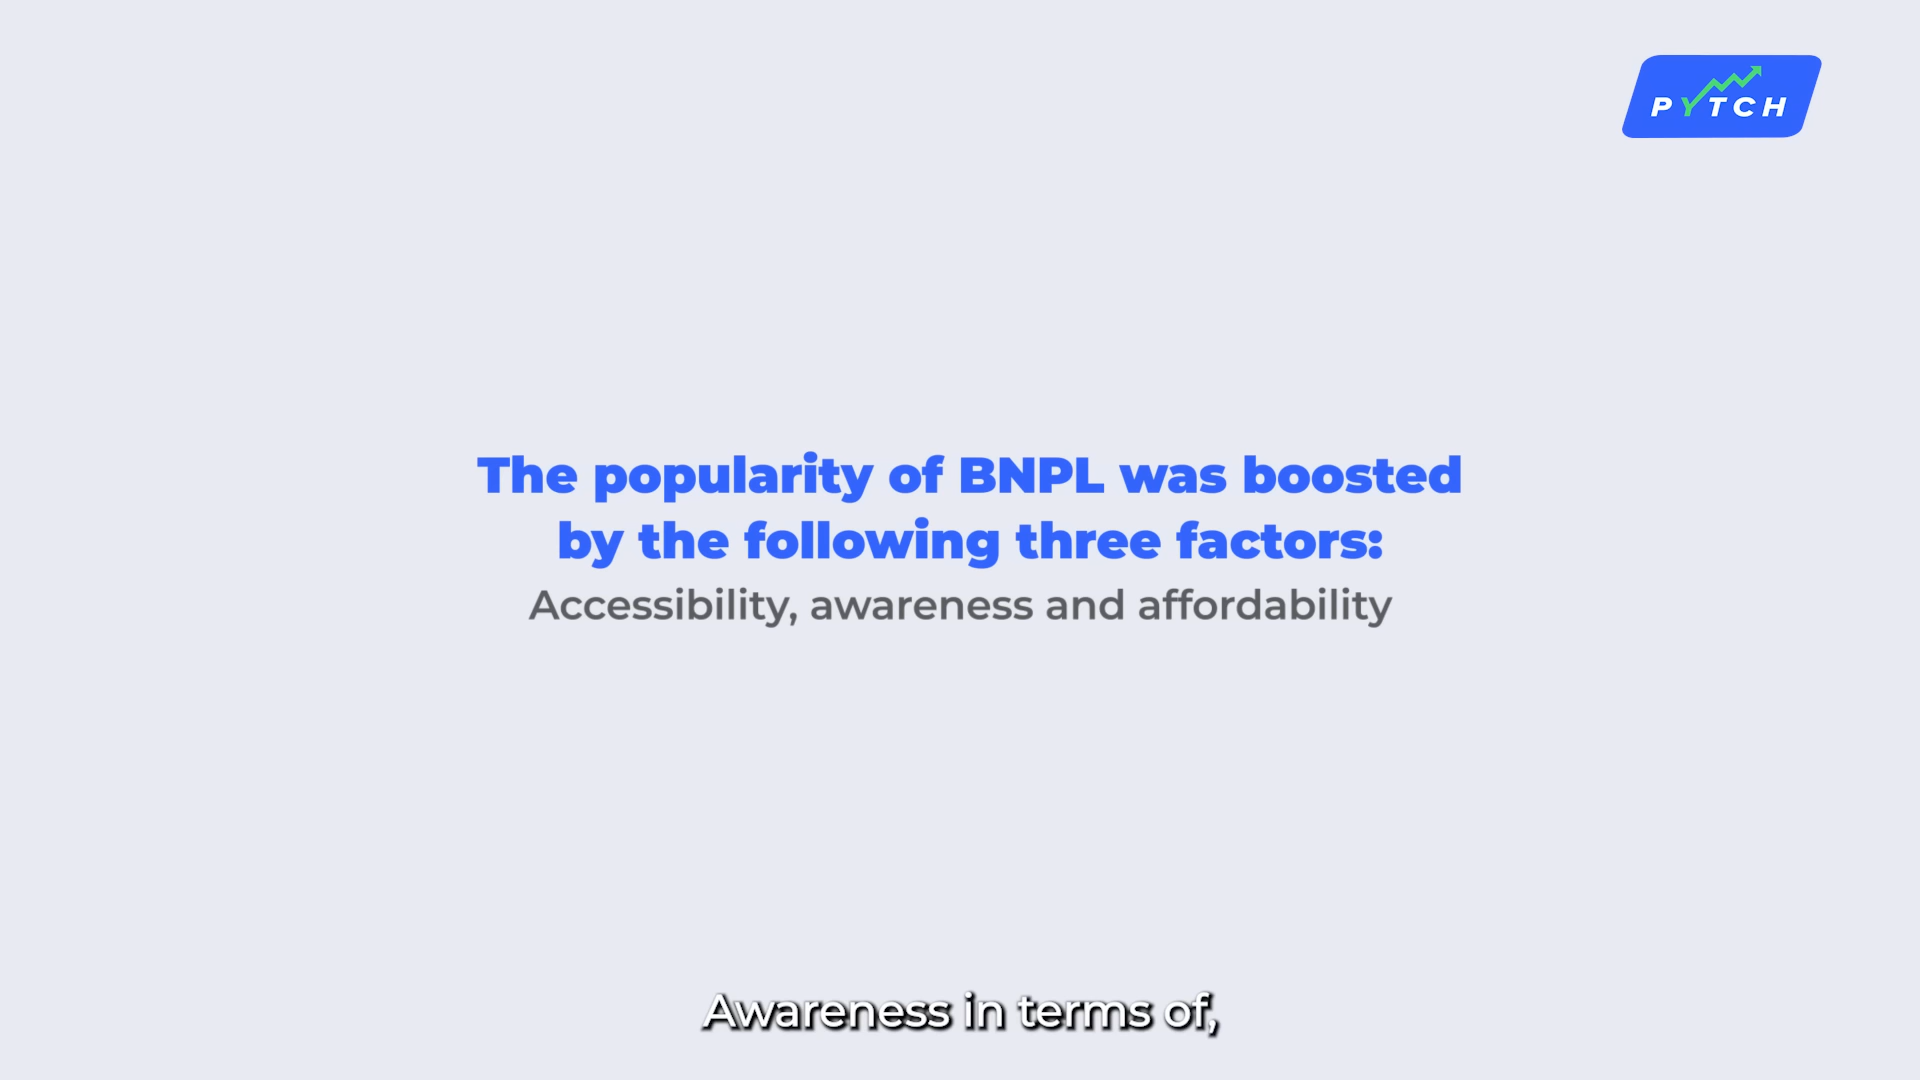 PYTCH
The popularity of BNPL was boosted
by the following three factors:
Accessibility, awareness and affordability
Awareness in terms of,